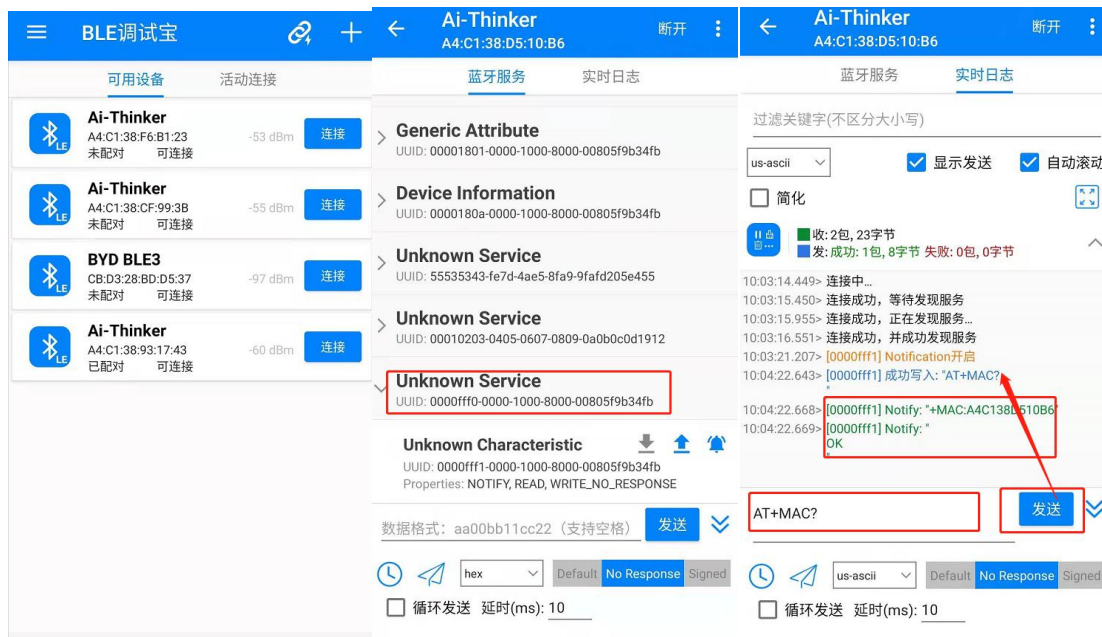 BLE调试宝
可用设备
活动连接
Ai-Thinker
A4:C1:38:F6:B1:23
-53 dBm
连接
未配对 可连接
Ai-Thinker
A4:C1:38:CF:99:3B
-55 dBm
连接
未配对 可连接
BYD BLE3
CB:D3:28:BD:D5:37
-97 dBm
连接
未配对 可连接
Ai-Thinker
A4:C1:38:93:17:43
-60 dBm
连接
已配对 可连接
Ai-Thinker
A4:C1:38:D5:10:B6
断开
蓝牙服务
实时日志
Generic Attribute
UUID: 00001801-0000-1000-8000-00805f9b34fb
Device Information
UUID: 0000180a-0000-1000-8000-00805f9b34fb
Unknown Service
UUID: 55535343-fe7d-4ae5-8fa9-9fafd205e455
Unknown Service
UUID: 00010203-0405-0607-0809-0a0b0c0d1912
Unknown Service
UUID: 0000fff0-0000-1000-8000-00805f9b34fb
Unknown Characteristic
UUID: 0000fff1-0000-1000-8000-00805f9b34fb
Properties: NOTIFY, READ, WRITE_NO_RESPONSE
数据格式：aa00bb11cc22（支持空格）
发送
hex
Default No Response Signed
循环发送 延时(ms): 10
Ai-Thinker
A4:C1:38:D5:10:B6
断开
蓝牙服务
实时日志
过滤关键字(不区分大小写)
us-ascii
显示发送
自动滚动
简化
收: 2包, 23字节
发: 成功: 1包, 8字节 失败: 0包, 0字节
10:03:14.449> 连接中...
10:03:15.450> 连接成功，等待发现服务
10:03:15.955> 连接成功，正在发现服务...
10:03:16.551> 连接成功，并成功发现服务
10:03:21.207> [0000fff1] Notification开启
10:04:22.643> [0000fff1] 成功写入: "AT+MAC?
"
10:04:22.668> [0000fff1] Notify: "+MAC:A4C138D510B6"
10:04:22.669> [0000fff1] Notify: "
OK
"
AT+MAC?
发送
us-ascii
Default No Response Signed
循环发送 延时(ms): 10